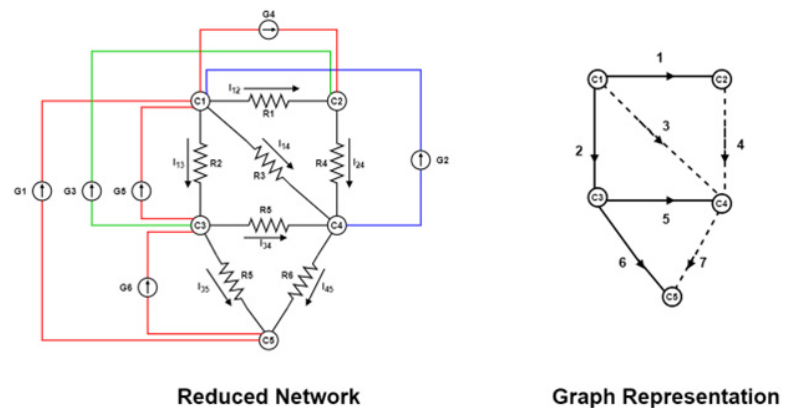 G4
C1
I12
R1
C2
1
C1
C2
I13
R2
I14
R3
R4
I24
G2
2
3
4
G1
G3
G5
C3
R5
I34
C4
C3
5
C4
G6
I35
R5
R6
I45
6
7
C5
C5
Reduced Network
Graph Representation